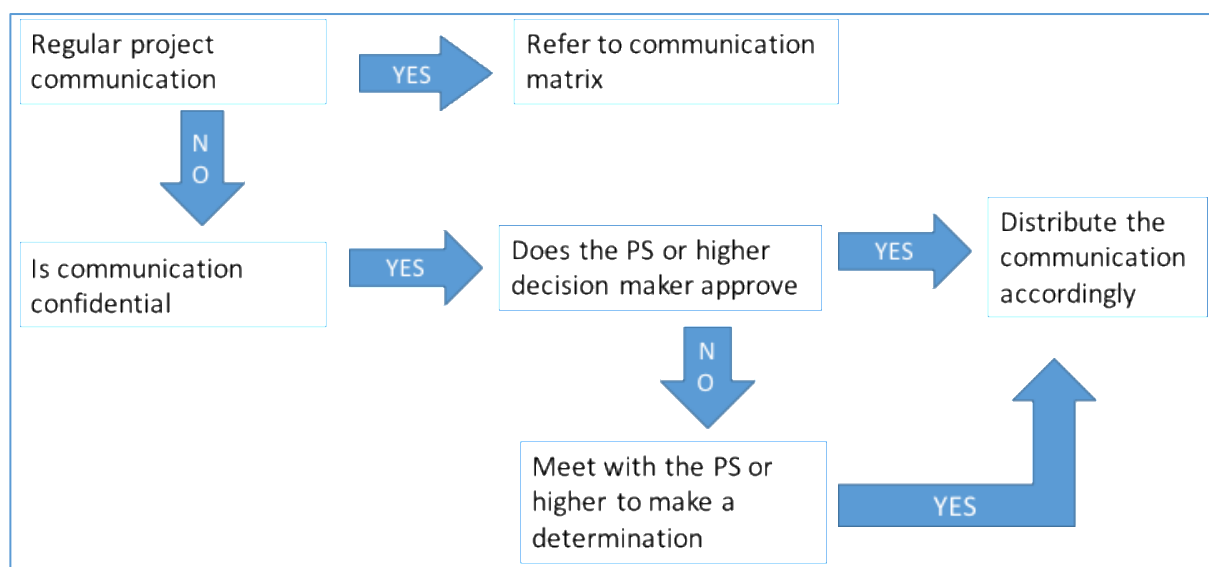 Regular project
communication
YES
Refer to communication
matrix
N
O
Is communication
confidential
YES
Does the PS or higher
decision maker approve
YES
Distribute the
communication
accordingly
N
O
Meet with the PS or
higher to make a
determination
YES